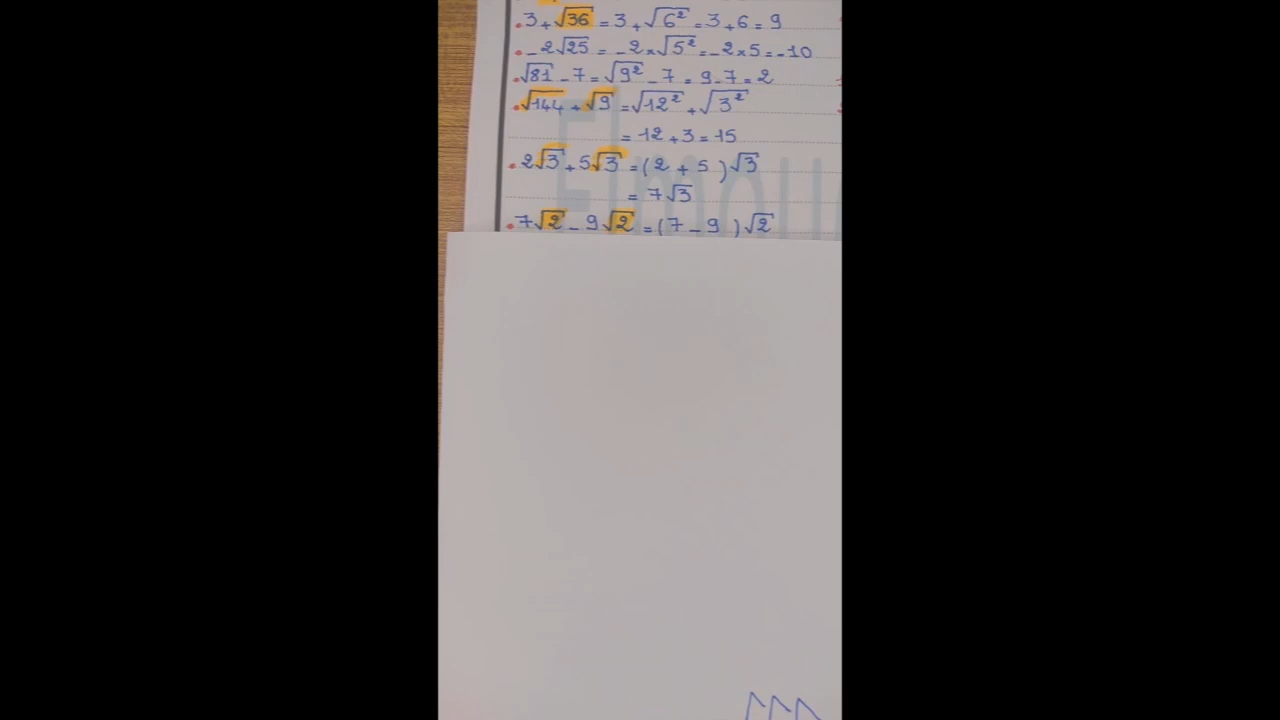 . 3 + √36 = 3 + √6² = 3 + 6 = 9
. - 2√25 = - 2 × √5² = - 2 × 5 = - 10
. √81 - 7 = √9² - 7 = 9 - 7 = 2
. √144 + √9 = √12² + √3²
= 12 + 3 = 15
. 2√3 + 5√3 = (2 + 5)√3
= 7√3
. 7√2 - 9√2 = (7 - 9)√2